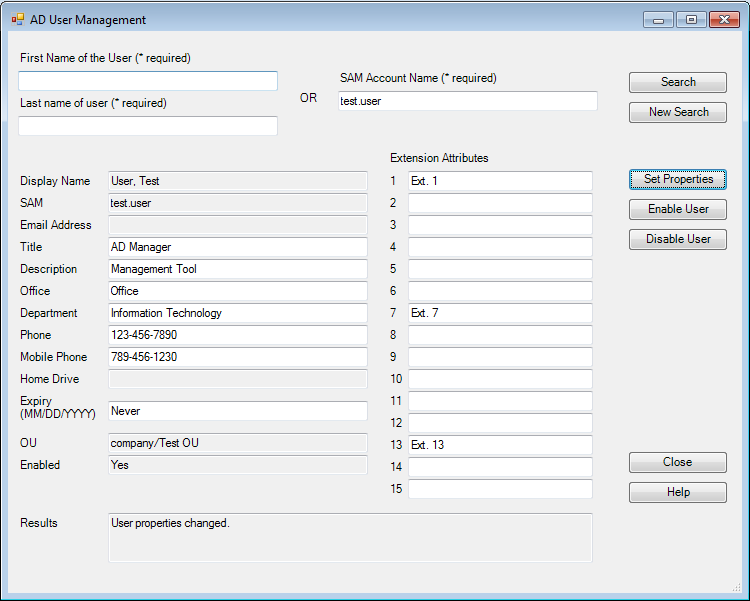 AD User Management
First Name of the User (* required)
SAM Account Name (* required)
Search
Last name of user (* required)
OR
test.user
New Search
Extension Attributes
Display Name User, Test 1 Ext. 1 Set Properties
SAM test.user 2 Enable User
Email Address 3
Title AD Manager 4 Disable User
Description Management Tool 5
Office Office 6
Department Information Technology 7 Ext. 7
Phone 123-456-7890 8
Mobile Phone 789-456-1230 9
Home Drive 10
Expiry
(MM/DD/YYYY) Never 11
12
OU company/Test OU 13 Ext. 13
Enabled Yes 14 Close
15 Help
Results User properties changed.